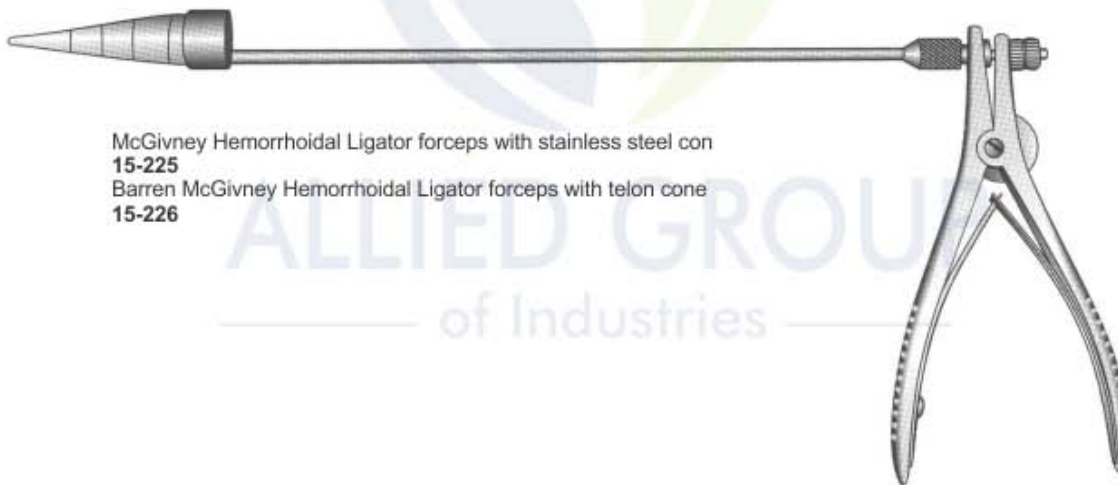 McGivney Hemorrhoidal Ligator forceps with stainless steel con
15-225
Barren McGivney Hemorrhoidal Ligator forceps with telon cone
15-226
ALLIED GROUP
of Industries